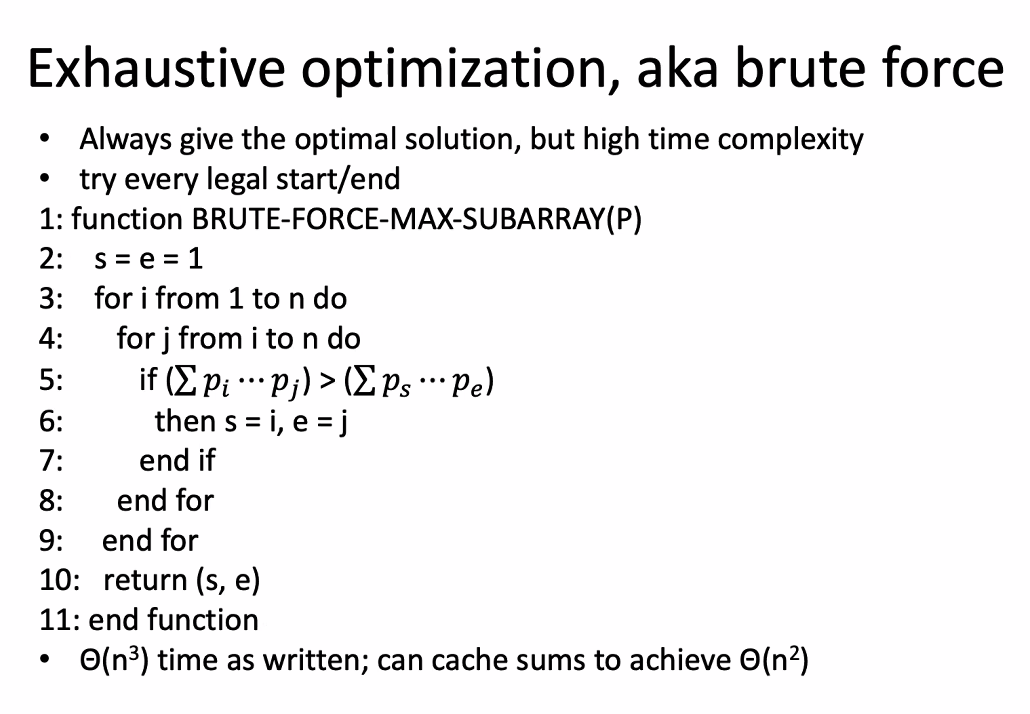 Exhaustive optimization, aka brute force
• Always give the optimal solution, but high time complexity
• try every legal start/end
1: function BRUTE-FORCE-MAX-SUBARRAY(P)
2: s = e = 1
3: for i from 1 to n do
4: for j from i to n do
5: if (∑ pᵢ ⋯ pⱼ) > (∑ pₛ ⋯ pₑ)
6: then s = i, e = j
7: end if
8: end for
9: end for
10: return (s, e)
11: end function
• Θ(n³) time as written; can cache sums to achieve Θ(n²)